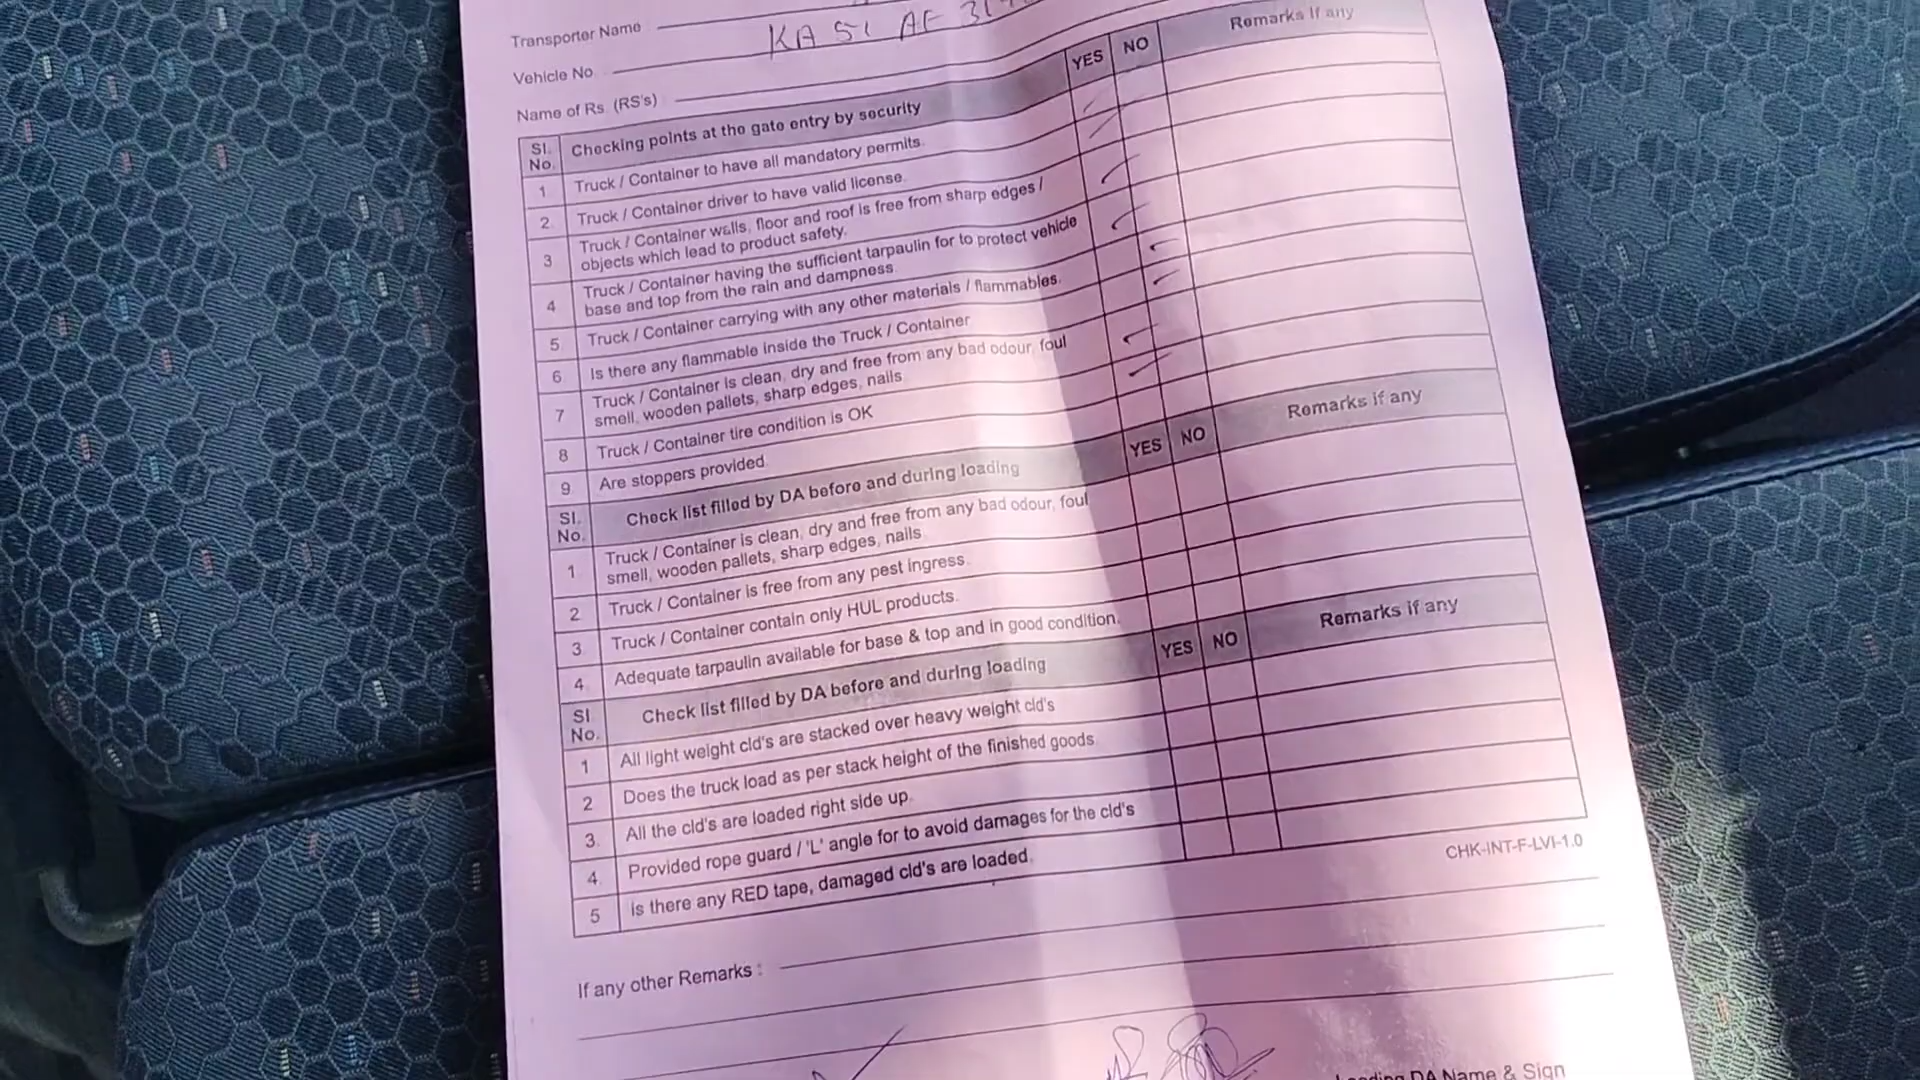 Transporter Name
Vehicle No. KA 51 AE
Name of Rs. (RS's)
Sl. No. Checking points at the gate entry by security YES NO Remarks If any
1 Truck / Container to have all mandatory permits.
2. Truck / Container driver to have valid license.
3 Truck / Container walls, floor and roof is free from sharp edges /
objects which lead to product safety.
4 Truck / Container having the sufficient tarpaulin for to protect vehicle
base and top from the rain and dampness.
5 Truck / Container carrying with any other materials / flammables.
6 Is there any flammable inside the Truck / Container
7 Truck / Container is clean, dry and free from any bad odour, foul
smell, wooden pallets, sharp edges, nails
8 Truck / Container tire condition is OK
9 Are stoppers provided.
Sl. No. Check list filled by DA before and during loading YES NO Remarks if any
1 Truck / Container is clean, dry and free from any bad odour, foul
smell, wooden pallets, sharp edges, nails
2 Truck / Container is free from any pest ingress.
3 Truck / Container contain only HUL products.
4 Adequate tarpaulin available for base & top and in good condition.
Sl No. Check list filled by DA before and during loading YES NO Remarks if any
1 All light weight cld's are stacked over heavy weight cld's
2 Does the truck load as per stack height of the finished goods
3. All the cld's are loaded right side up.
4. Provided rope guard / 'L' angle for to avoid damages for the cld's
5 Is there any RED tape, damaged cld's are loaded.
CHK-INT-F-LVI-1.0
If any other Remarks :
Loading DA Name & Sign